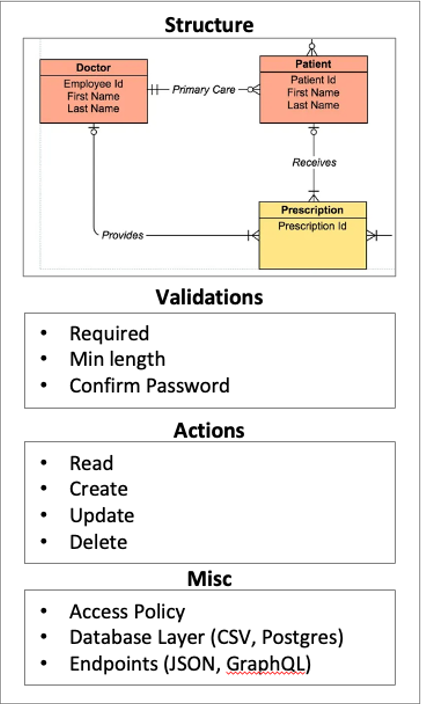 Structure
Doctor
Employee Id
First Name
Last Name
Primary Care
Patient
Patient Id
First Name
Last Name
Receives
Provides
Prescription
Prescription Id
Validations
• Required
• Min length
• Confirm Password
Actions
• Read
• Create
• Update
• Delete
Misc
• Access Policy
• Database Layer (CSV, Postgres)
• Endpoints (JSON, GraphQL)